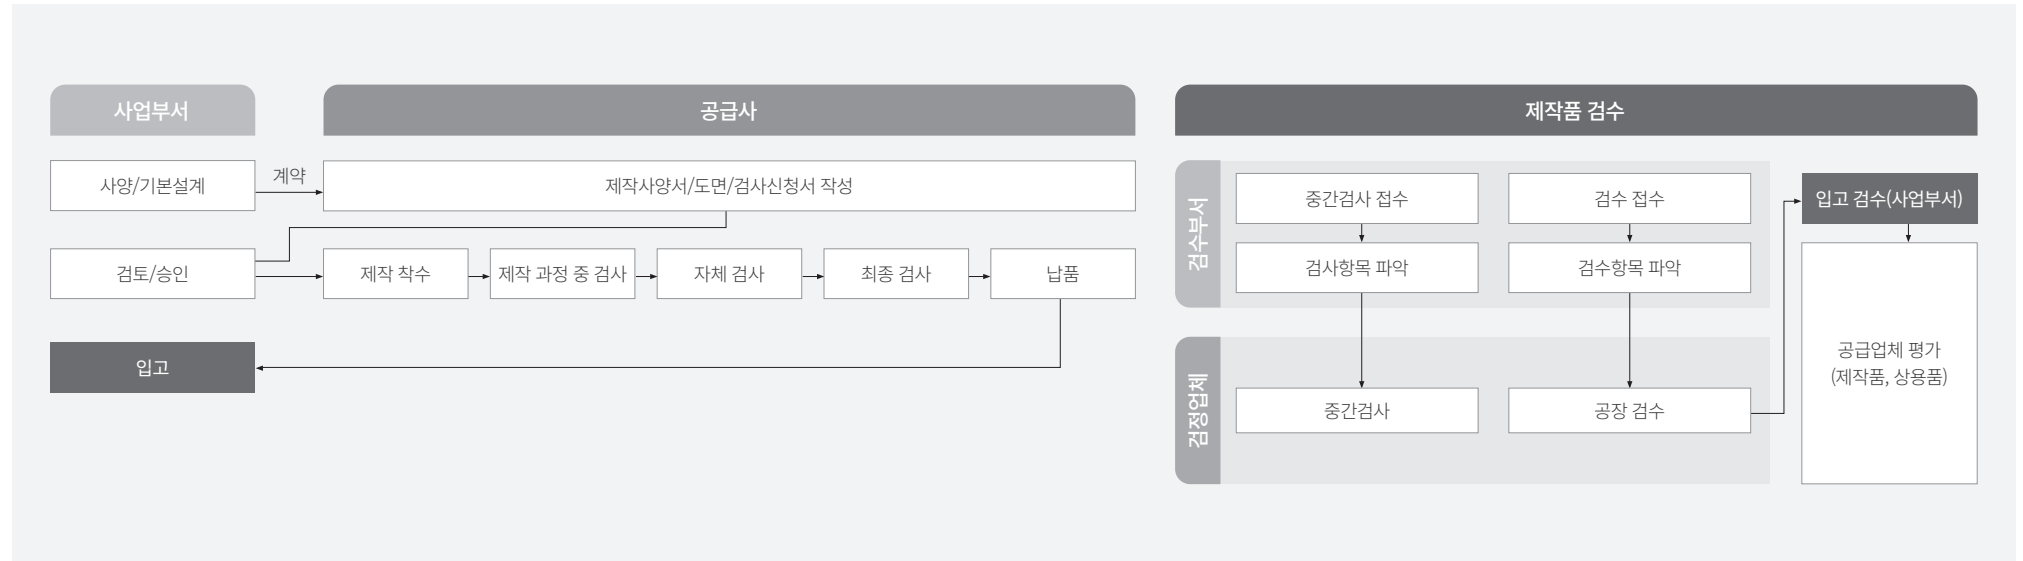 사업부서
공급사
제작품 검수
사양/기본설계
계약
제작사양서/도면/검사신청서 작성
검토/승인
제작 착수
제작 과정 중 검사
자체 검사
최종 검사
납품
입고
검수부서
중간검사 접수
검수 접수
검사항목 파악
검수항목 파악
검정업체
중간검사
공장 검수
입고 검수(사업부서)
공급업체 평가
(제작품, 상용품)